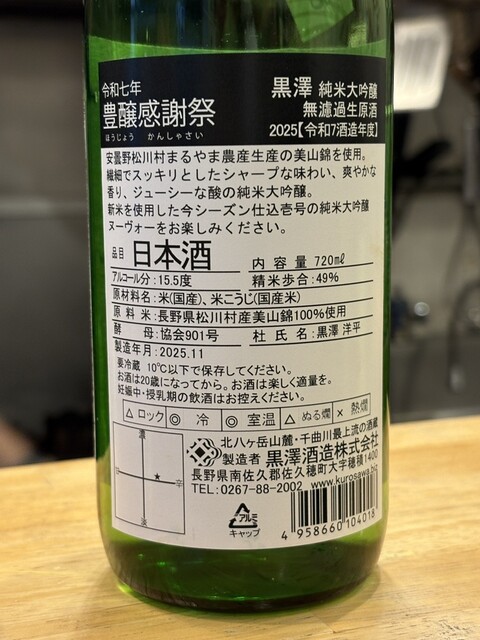 令和七年
豊醸感謝祭
ほうじょう かんしゃさい
黒澤 純米大吟醸
無濾過生原酒
2025【令和7酒造年度】
安曇野松川村まるやま農産生産の美山錦を使用。
繊細でスッキリとしたシャープな味わい、爽やかな
香り、ジューシーな酸の純米大吟醸。
新米を使用した今シーズン仕込壱号の純米大吟醸
ヌーヴォーをお楽しみください。
品目 日本酒 内容量 720mℓ
アルコール分:15.5度 精米歩合:49%
原材料名:米(国産)、米こうじ(国産米)
原料米:長野県松川村産美山錦100%使用
酵母:協会901号 杜氏名:黒澤 洋平
製造年月:2025.11
要冷蔵 10℃以下で保存してください。
お酒は20歳になってから。お酒は楽しく適量を。
妊娠中・授乳期の飲酒はお控えください。
△ ロック ◎ 冷 ◎ 室温 △ ぬる燗 × 熱燗
濃
辛
淡
北八ヶ岳山麓・千曲川最上流の酒蔵
製造者 黒澤酒造株式会社
長野県南佐久郡佐久穂町大字穂積1400
TEL:0267-88-2002 www.kurosawa.biz
アルミ
キャップ
4 958660 104018